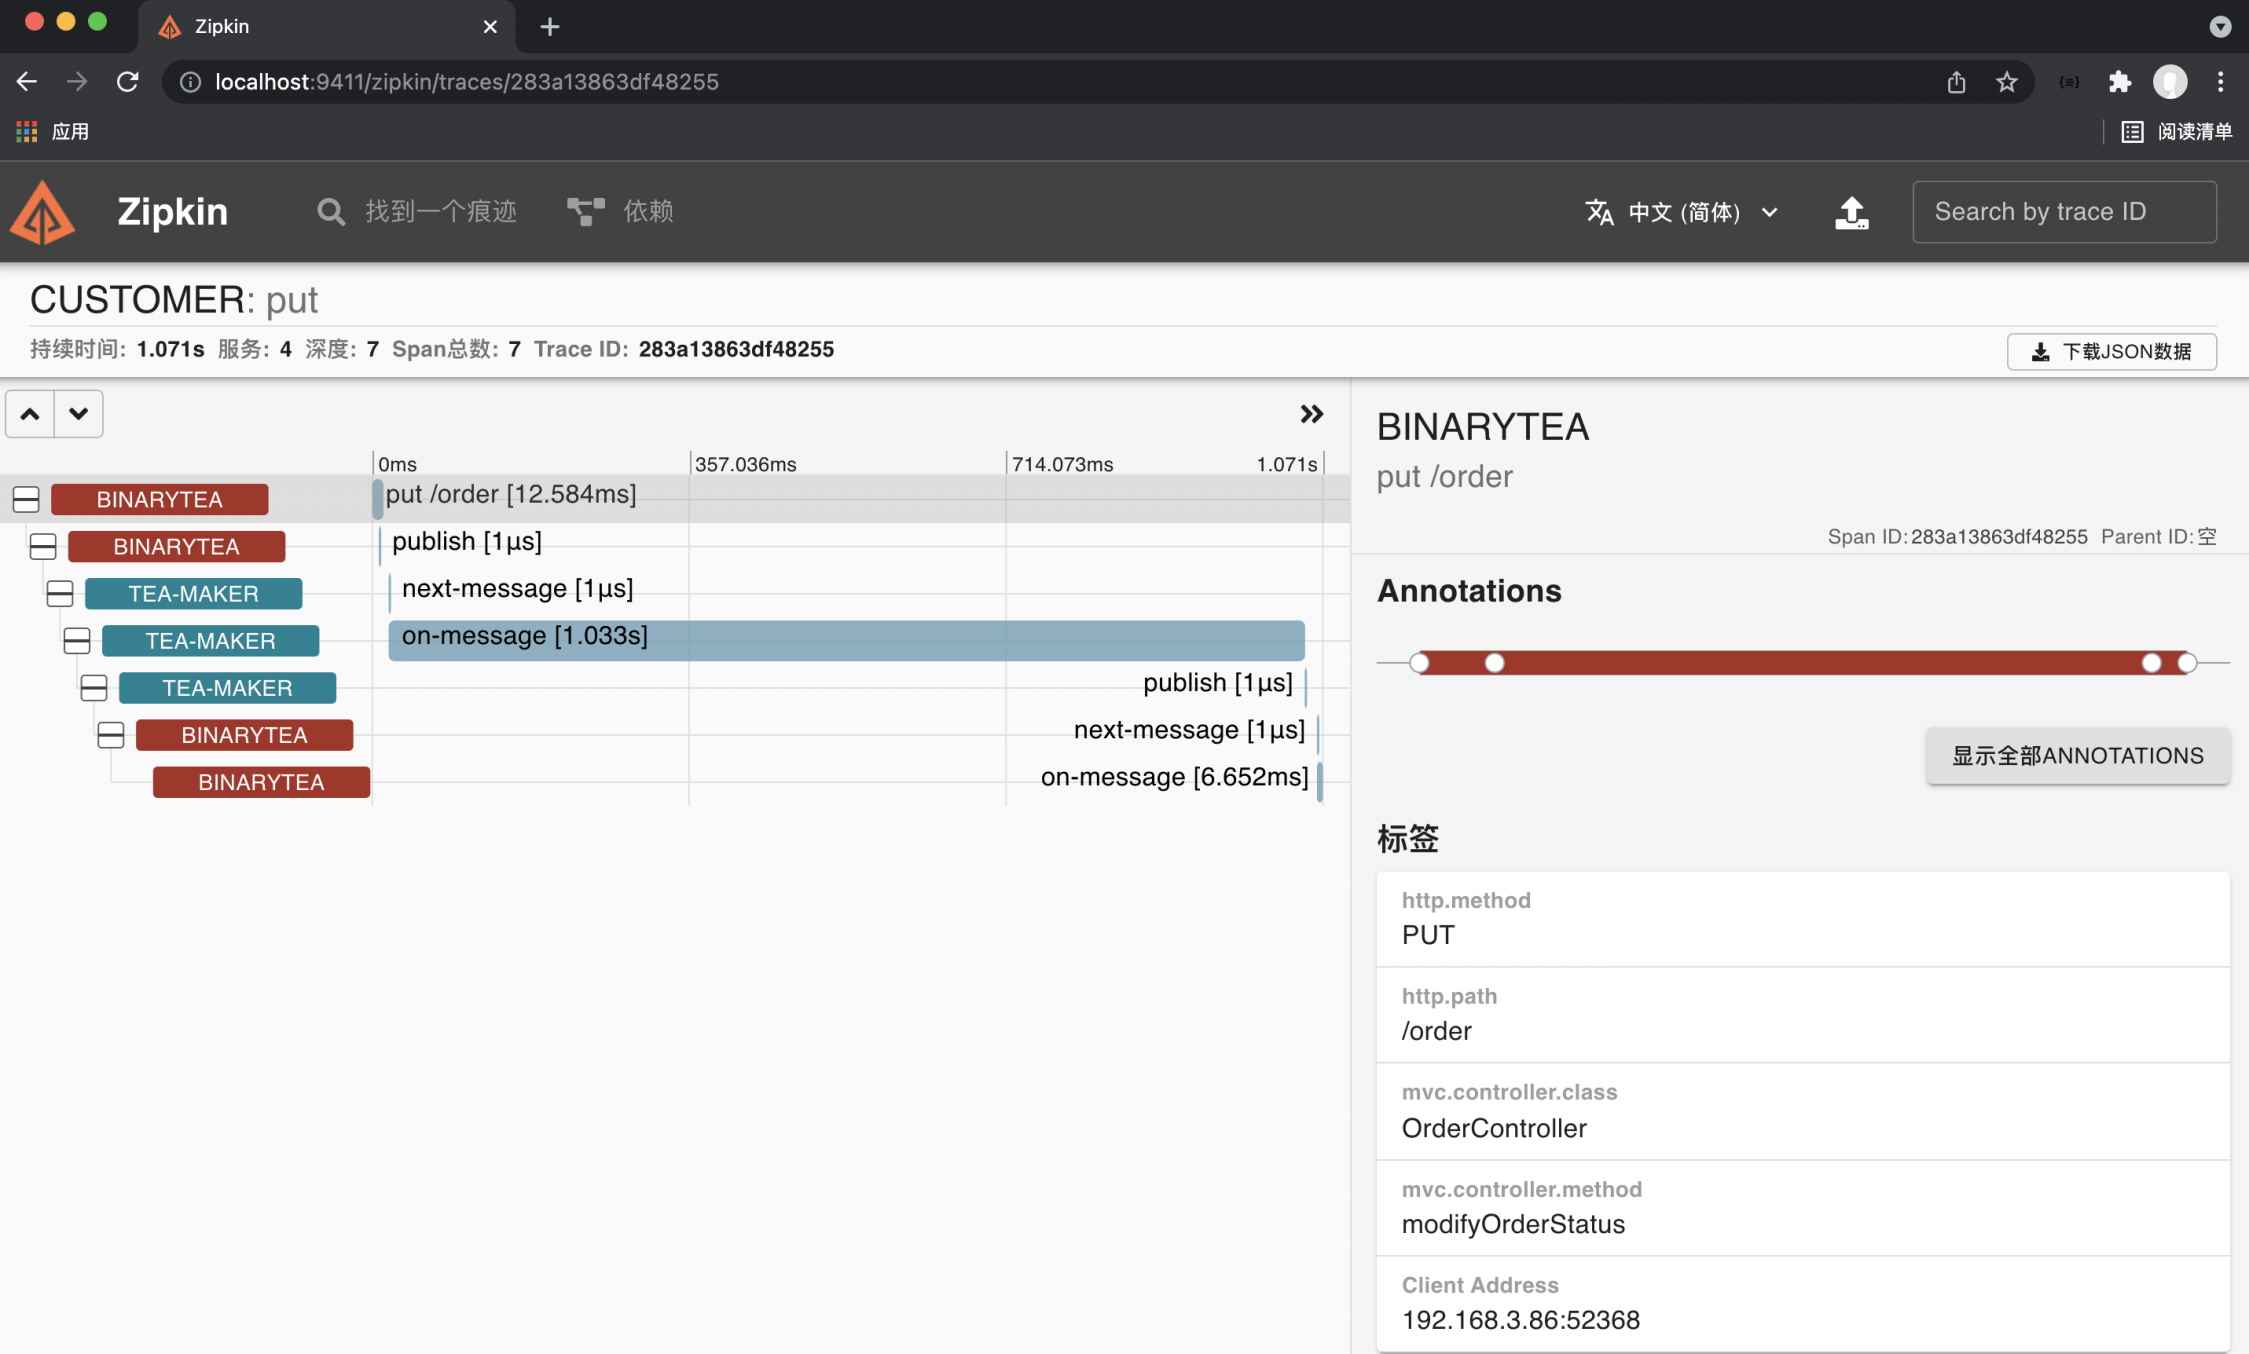 Zipkin
localhost:9411/zipkin/traces/283a13863df48255
应用
阅读清单
Zipkin
找到一个痕迹
依赖
中文 (简体)
Search by trace ID
CUSTOMER: put
持续时间: 1.071s 服务: 4 深度: 7 Span总数: 7 Trace ID: 283a13863df48255
下载JSON数据
0ms 357.036ms 714.073ms 1.071s
BINARYTEA put /order [12.584ms]
BINARYTEA publish [1μs]
TEA-MAKER next-message [1μs]
TEA-MAKER on-message [1.033s]
TEA-MAKER publish [1μs]
BINARYTEA next-message [1μs]
BINARYTEA on-message [6.652ms]
BINARYTEA
put /order
Span ID:283a13863df48255 Parent ID:空
Annotations
显示全部ANNOTATIONS
标签
http.method
PUT
http.path
/order
mvc.controller.class
OrderController
mvc.controller.method
modifyOrderStatus
Client Address
192.168.3.86:52368